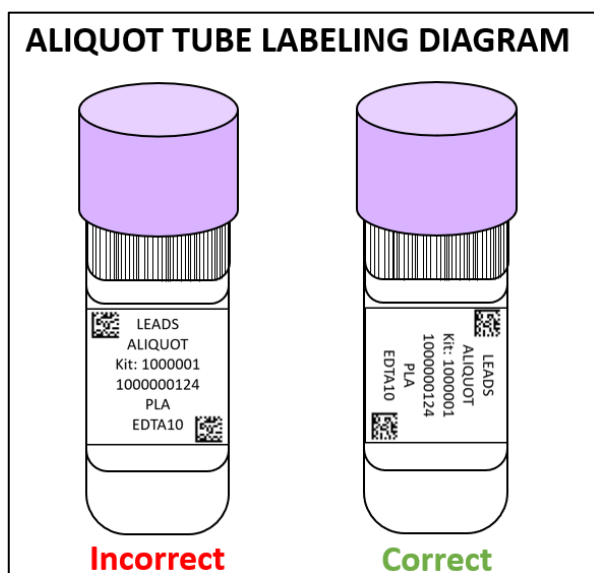 ALIQUOT TUBE LABELING DIAGRAM
LEADS
ALIQUOT
Kit: 1000001
1000000124
PLA
EDTA10
Incorrect
LEADS
ALIQUOT
Kit: 1000001
1000000124
PLA
EDTA10
Correct